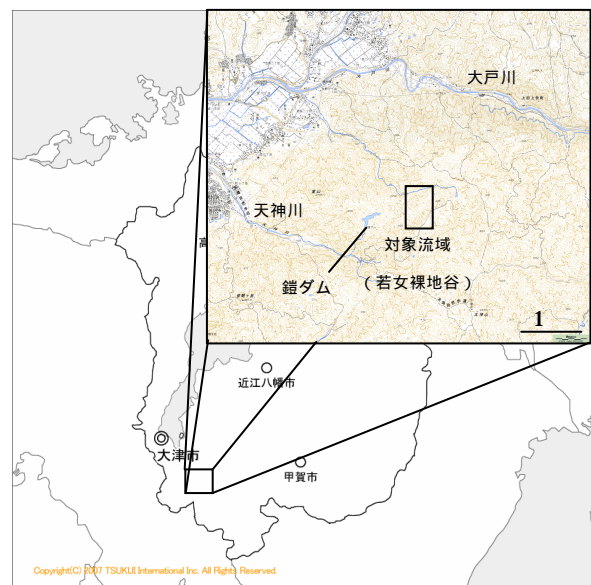 大戸川
天神川
対象流域
鎧ダム
(若女裸地谷)
1
高
近江八幡市
大津市
甲賀市
Copyright(C) 2007 TSUKUI International Inc. All Rights Reserved.